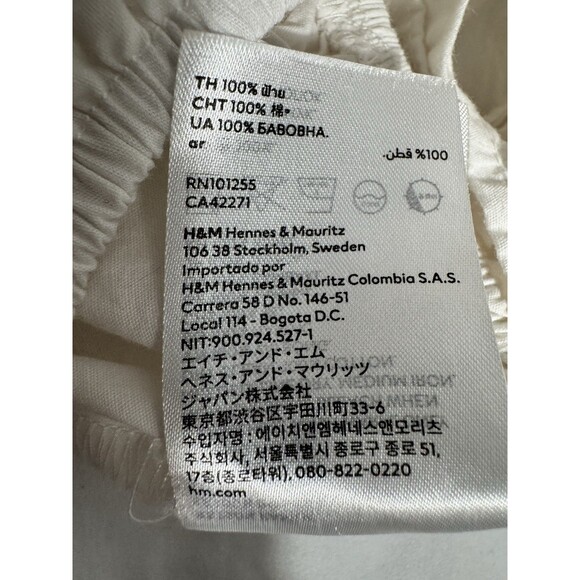 TH 100% ฝ้าย
CHT 100% 棉。
UA 100% БАВОВНА.
ar
100% قطن.
RN101255
CA42271
H&M Hennes & Mauritz
106 38 Stockholm, Sweden
Importado por
H&M Hennes & Mauritz Colombia S.A.S.
Carrera 58 D No. 146-51
Local 114 - Bogota D.C.
NIT:900.924.527-1
エイチ・アンド・エム
ヘネス・アンド・マウリッツ
ジャパン株式会社
東京都渋谷区宇田川町33-6
수입자명 : 에이치앤엠헤네스앤모리츠
주식회사, 서울특별시 종로구 종로 51,
17층(종로타워), 080-822-0220
hm.com